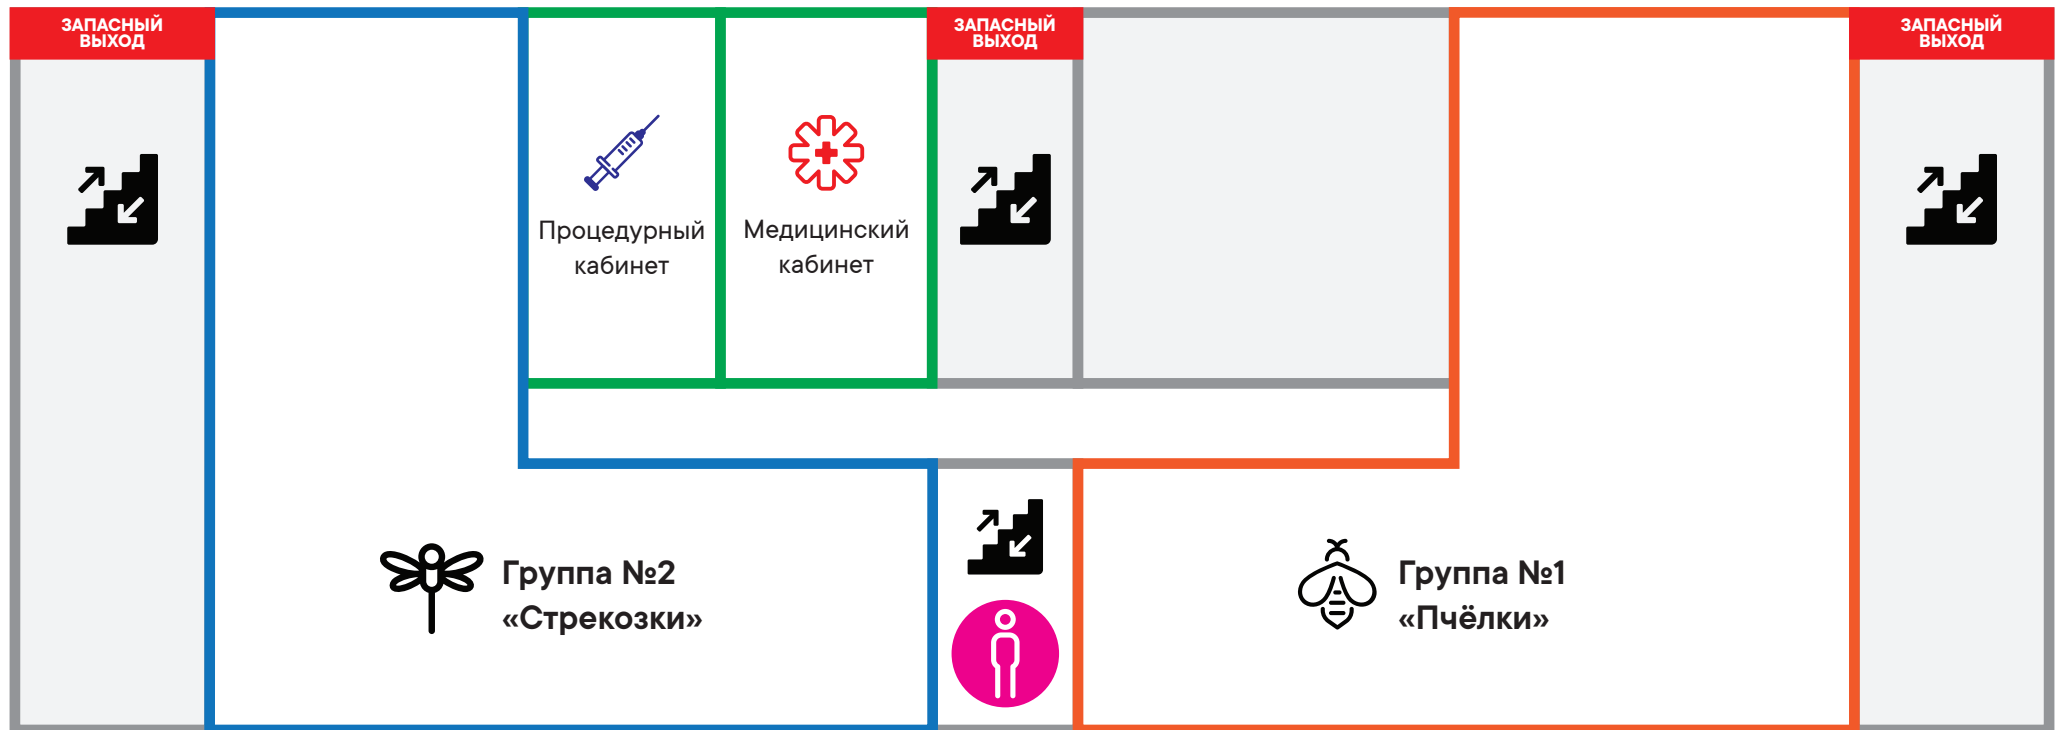 ЗАПАСНЫЙ
ВЫХОД
ЗАПАСНЫЙ
ВЫХОД
ЗАПАСНЫЙ
ВЫХОД
Процедурный
кабинет
Медицинский
кабинет
Группа №2
«Стрекозки»
Группа №1
«Пчёлки»